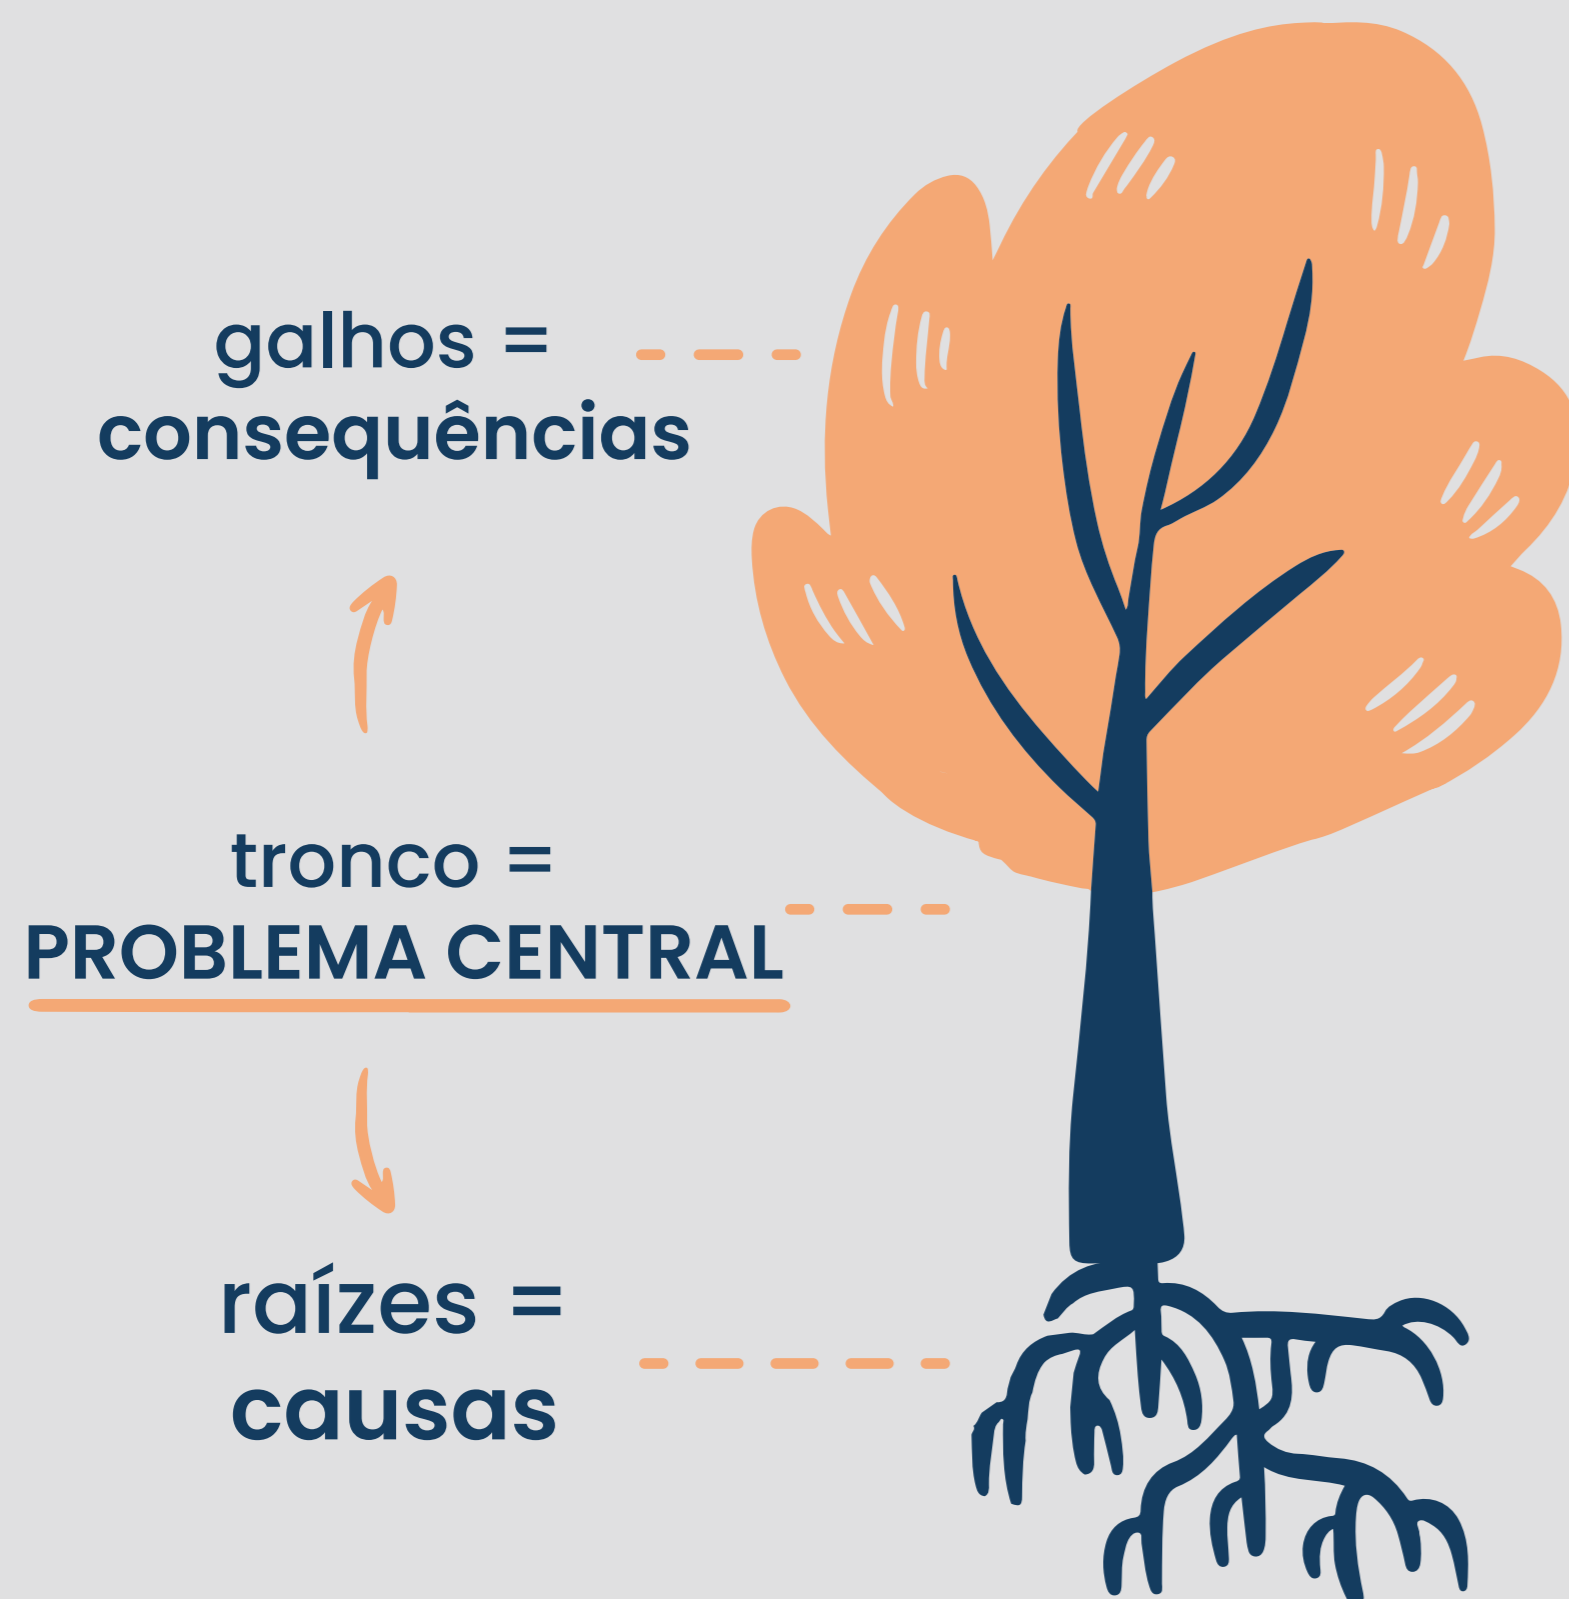 galhos =
consequências
tronco =
PROBLEMA CENTRAL
raízes =
causas